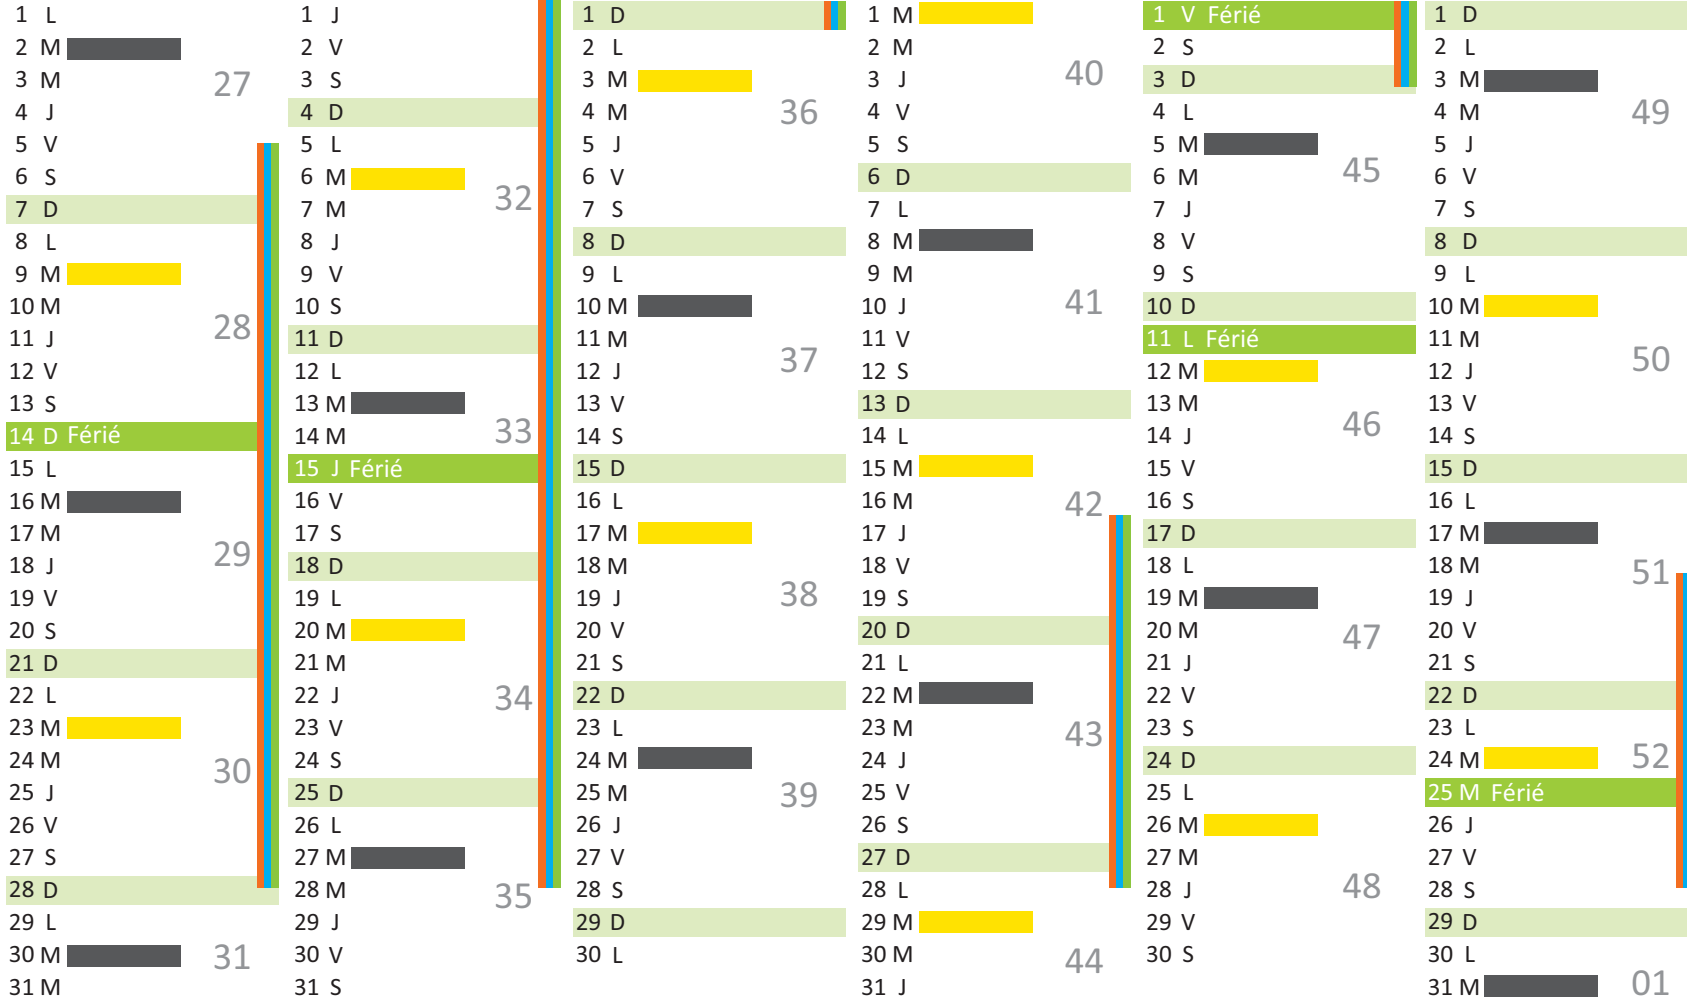 1 L
2 M
3 M
27
4 J
5 V
6 S
7 D
8 L
9 M
10 M
28
11 J
12 V
13 S
14 D Férié
15 L
16 M
17 M
29
18 J
19 V
20 S
21 D
22 L
23 M
24 M
30
25 J
26 V
27 S
28 D
29 L
30 M
31
31 M
1 J
2 V
3 S
4 D
5 L
6 M
32
7 M
8 J
9 V
10 S
11 D
12 L
13 M
33
14 M
15 J Férié
16 V
17 S
18 D
19 L
20 M
21 M
34
22 J
23 V
24 S
25 D
26 L
27 M
28 M
35
29 J
30 V
31 S
1 D
2 L
3 M
36
4 M
5 J
6 V
7 S
8 D
9 L
10 M
11 M
37
12 J
13 V
14 S
15 D
16 L
17 M
18 M
38
19 J
20 V
21 S
22 D
23 L
24 M
25 M
39
26 J
27 V
28 S
29 D
30 L
1 M
2 M
40
3 J
4 V
5 S
6 D
7 L
8 M
9 M
41
10 J
11 V
12 S
13 D
14 L
15 M
16 M
42
17 J
18 V
19 S
20 D
21 L
22 M
23 M
43
24 J
25 V
26 S
27 D
28 L
29 M
30 M
44
31 J
1 V Férié
2 S
3 D
4 L
5 M
45
6 M
7 J
8 V
9 S
10 D
11 L Férié
12 M
13 M
46
14 J
15 V
16 S
17 D
18 L
19 M
20 M
47
21 J
22 V
23 S
24 D
25 L
26 M
27 M
48
28 J
29 V
30 S
1 D
2 L
3 M
4 M
49
5 J
6 V
7 S
8 D
9 L
10 M
11 M
50
12 J
13 V
14 S
15 D
16 L
17 M
18 M
51
19 J
20 V
21 S
22 D
23 L
24 M
52
25 M Férié
26 J
27 V
28 S
29 D
30 L
31 M
01